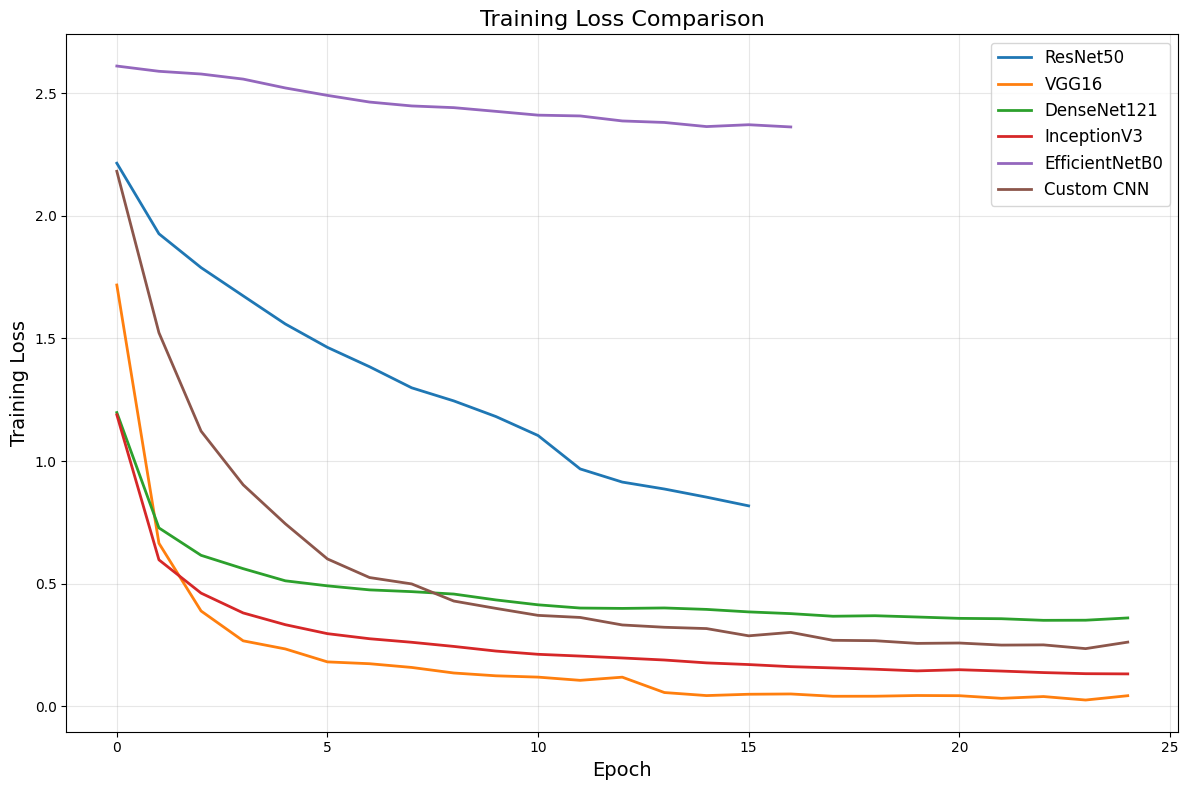 Training Loss Comparison
ResNet50
VGG16
DenseNet121
InceptionV3
EfficientNetB0
Custom CNN
Training Loss
2.5
2.0
1.5
1.0
0.5
0.0
0
5
10
15
20
25
Epoch